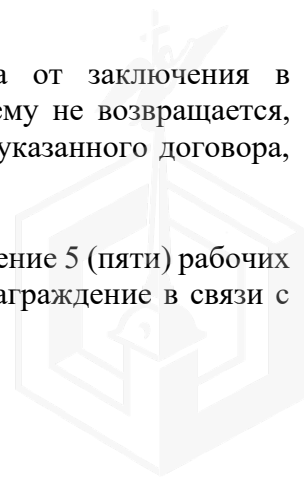 а от заключения в
ему не возвращается,
указанного договора,
ение 5 (пяти) рабочих
аграждение в связи с